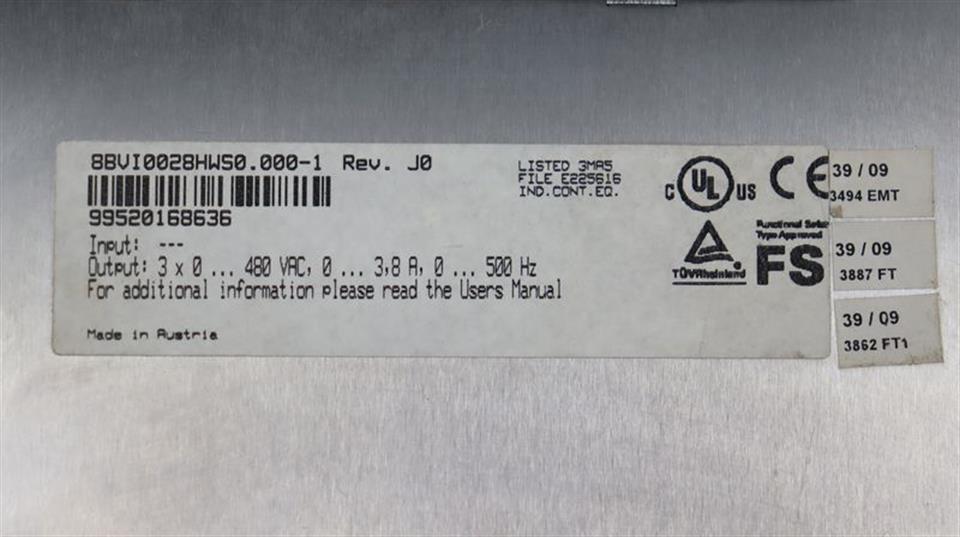 8BVI0028HWS0.000-1 Rev. J0
99520168636
Input: ---
Output: 3 x 0 ... 480 VAC, 0 ... 3,8 A, 0 ... 500 Hz
For additional information please read the Users Manual
Made in Austria
LISTED 3MA5
FILE E225616
IND.CONT.EQ.
C UL US CE
TÜVRheinland
Functional Safety
Type Approved
FS
39 / 09
3494 EMT
39 / 09
3887 FT
39 / 09
3862 FT1